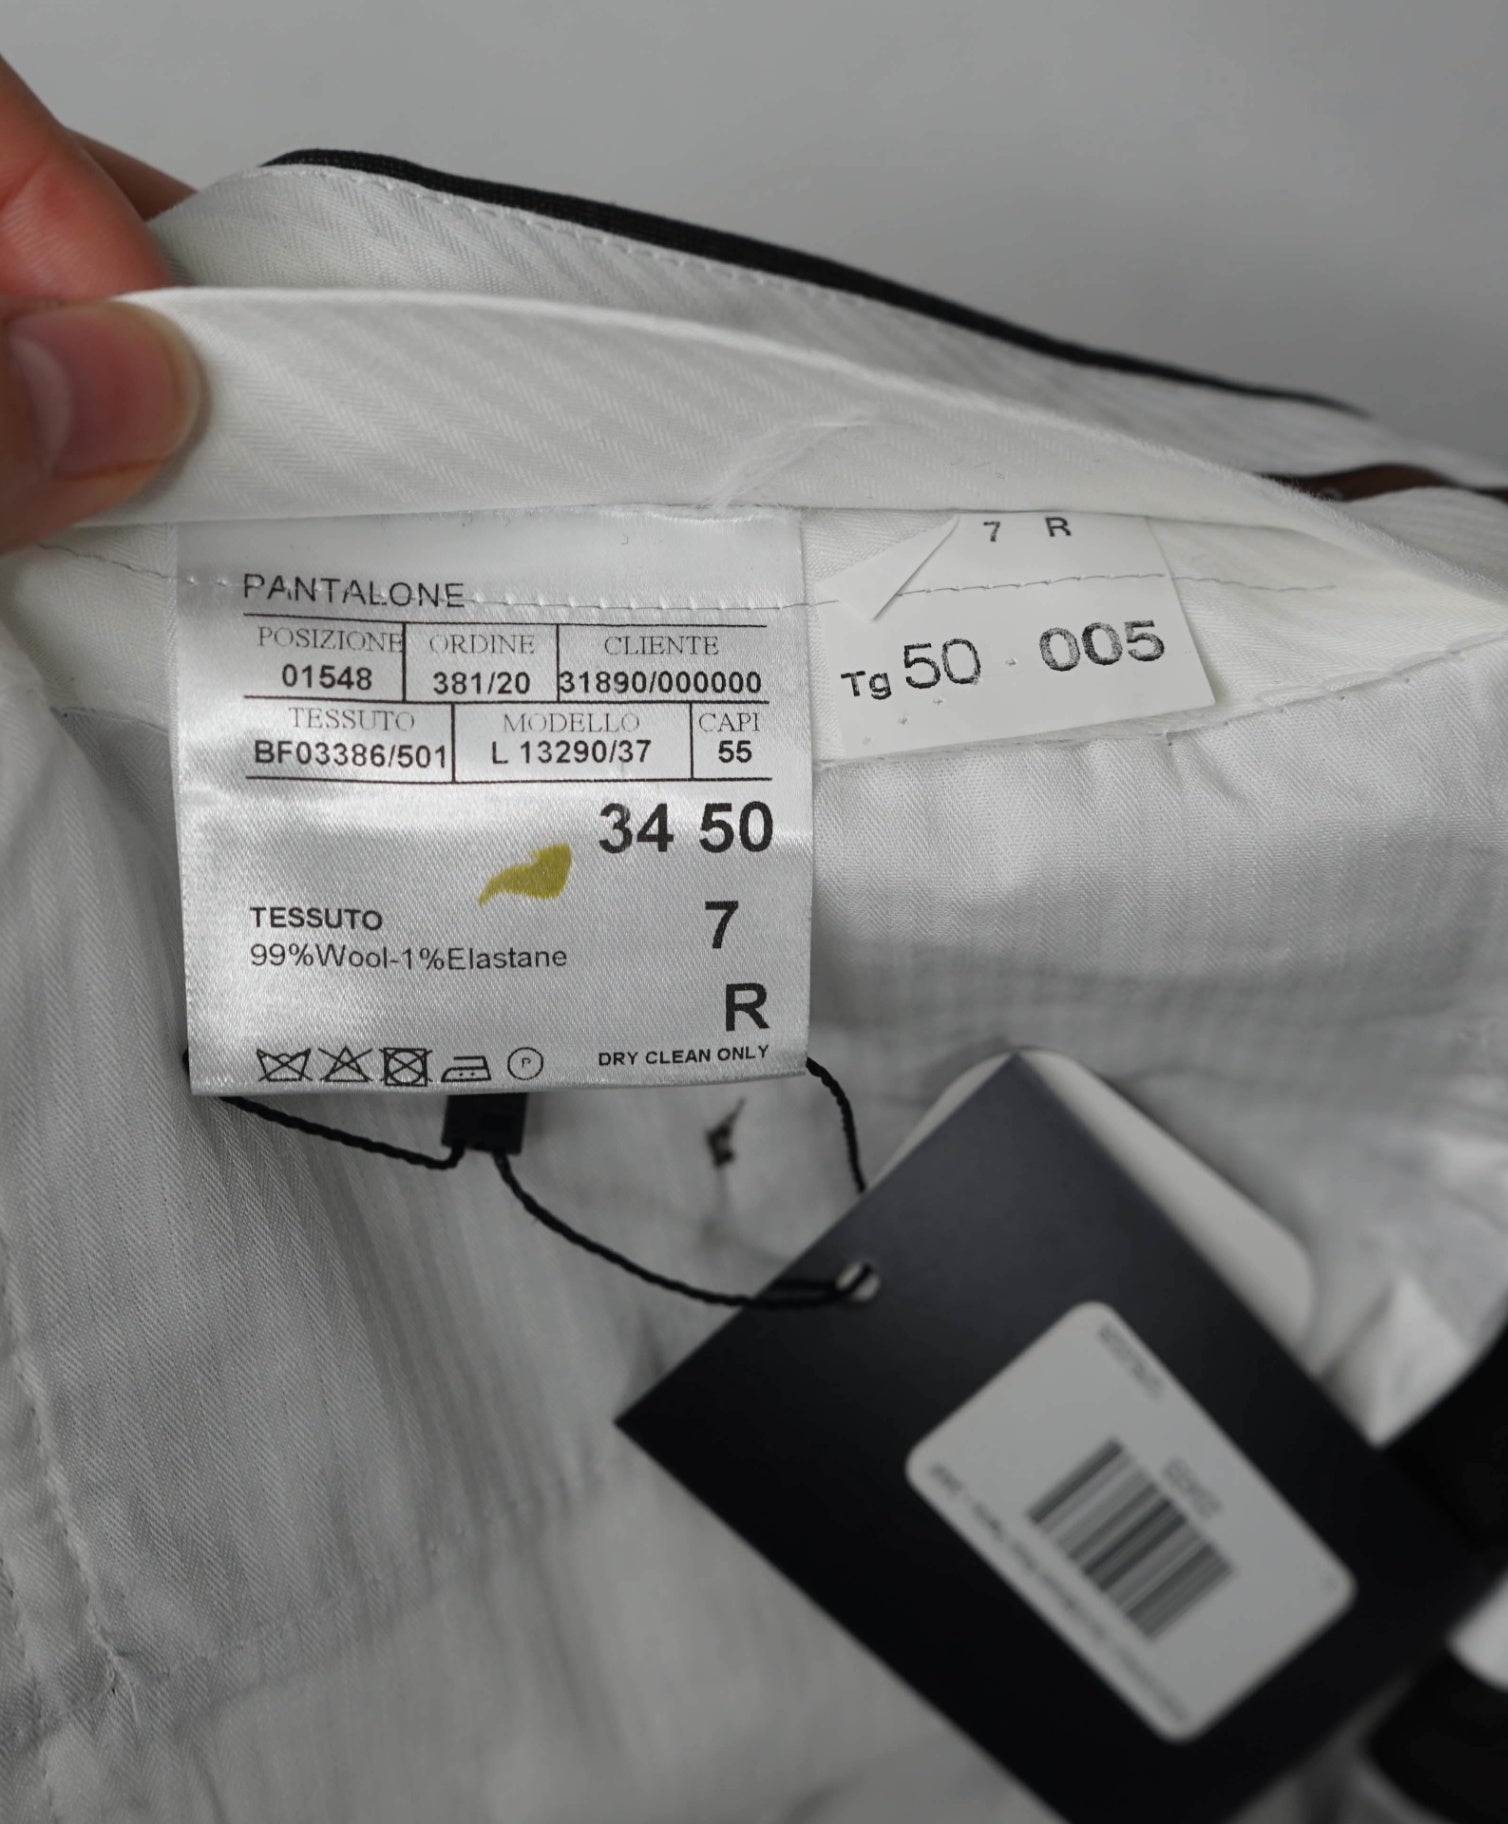 PANTALONE
POSIZIONE ORDINE CLIENTE
01548 381/20 31890/000000
TESSUTO MODELLO CAPI
BF03386/501 L 13290/37 55
34 50
7
TESSUTO
99%Wool-1%Elastane
R
DRY CLEAN ONLY
P
7 R
Tg 50 005